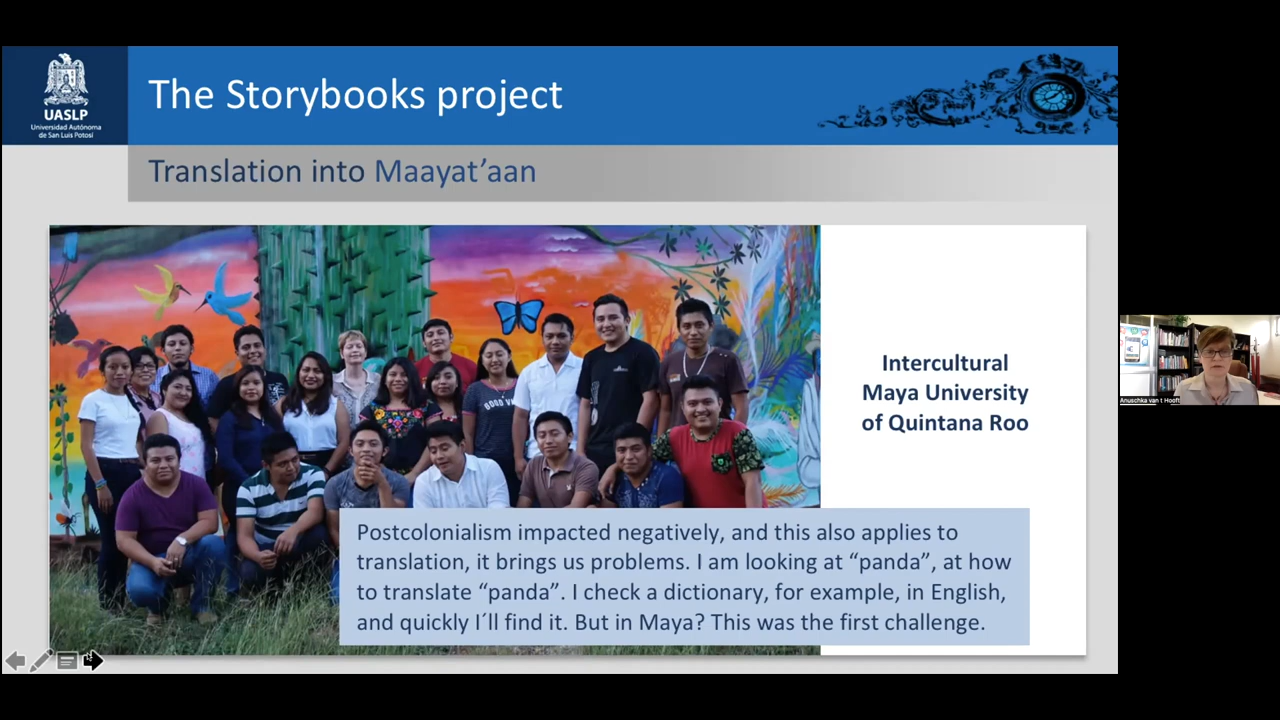 UASLP
Universidad Autónoma
de San Luis Potosí
The Storybooks project
Translation into Maayat’aan
Intercultural
Maya University
of Quintana Roo
Postcolonialism impacted negatively, and this also applies to
translation, it brings us problems. I am looking at “panda”, at how
to translate “panda”. I check a dictionary, for example, in English,
and quickly I´ll find it. But in Maya? This was the first challenge.
Anuschka van t Hooft